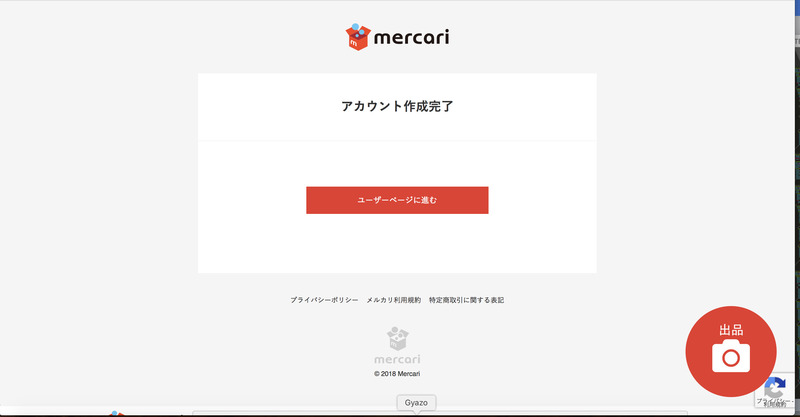 mercari
アカウント作成完了
ユーザーページに進む
プライバシーポリシー メルカリ利用規約 特定商取引に関する表記
mercari
© 2018 Mercari
出品
プライバシー -
利用規約
Gyazo